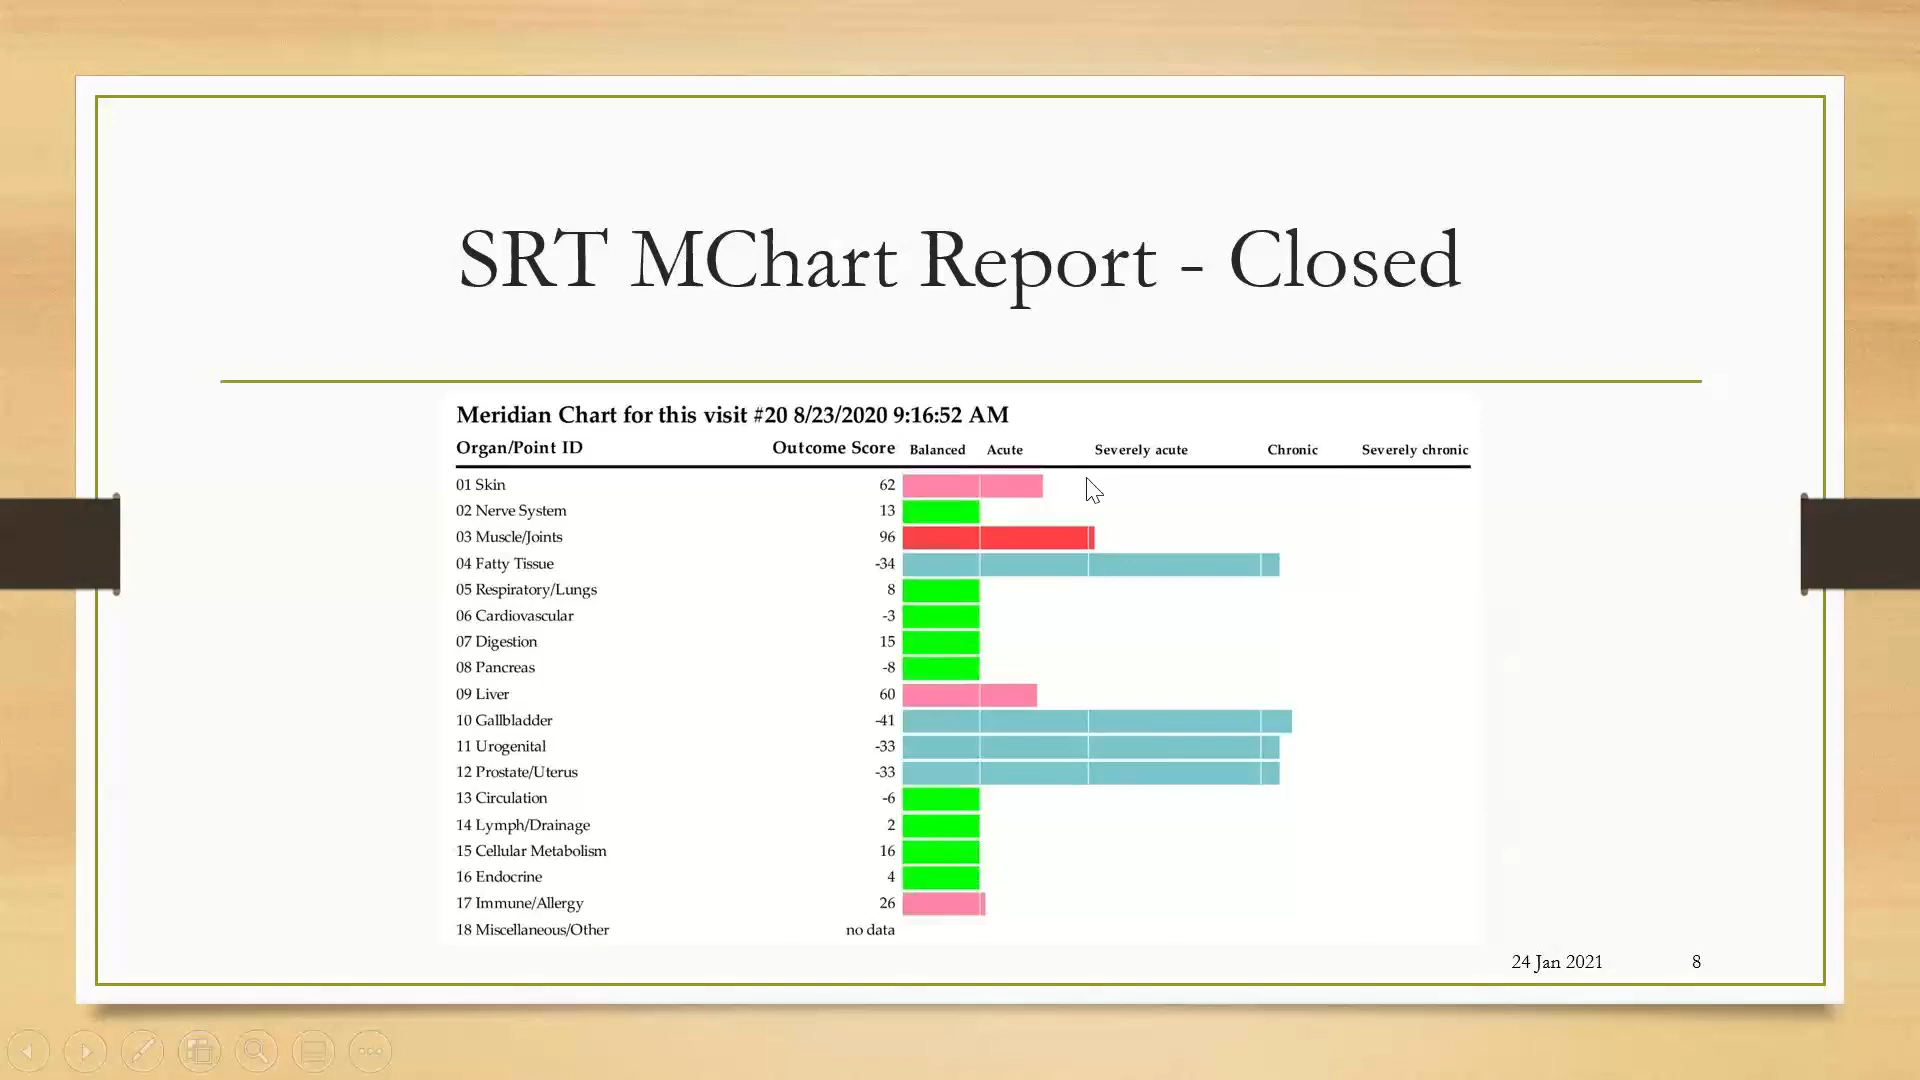 SRT MChart Report - Closed
Meridian Chart for this visit #20 8/23/2020 9:16:52 AM
Organ/Point ID Outcome Score Balanced Acute Severely acute Chronic Severely chronic
01 Skin 62
02 Nerve System 13
03 Muscle/Joints 96
04 Fatty Tissue -34
05 Respiratory/Lungs 8
06 Cardiovascular -3
07 Digestion 15
08 Pancreas -8
09 Liver 60
10 Gallbladder -41
11 Urogenital -33
12 Prostate/Uterus -33
13 Circulation -6
14 Lymph/Drainage 2
15 Cellular Metabolism 16
16 Endocrine 4
17 Immune/Allergy 26
18 Miscellaneous/Other no data
24 Jan 2021 8